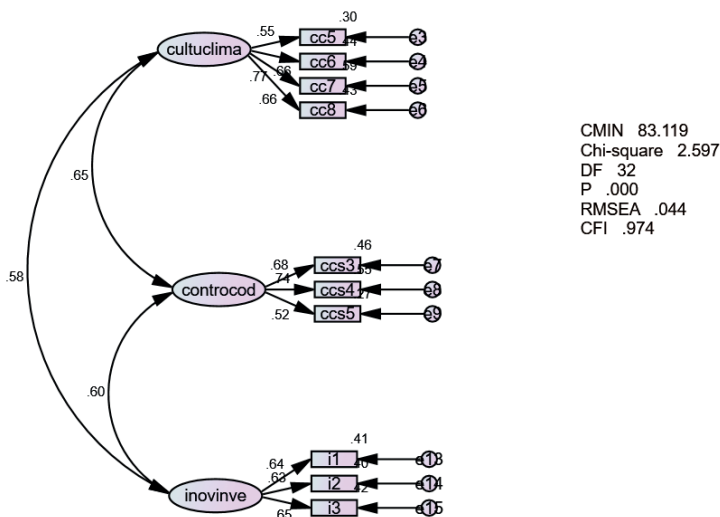 .30
.55
cc5
e3
.44
cultuclima
cc6
e4
.66
.59
cc7
e5
.77
.43
.66
cc8
e6
CMIN 83.119
Chi-square 2.597
DF 32
P .000
RMSEA .044
CFI .974
.65
.58
.46
.68
ccs3
e7
.55
.74
controcod
ccs4
e8
.27
.52
ccs5
e9
.60
.41
.64
i1
e13
.40
.63
inovinve
i2
e14
.42
.65
i3
e15